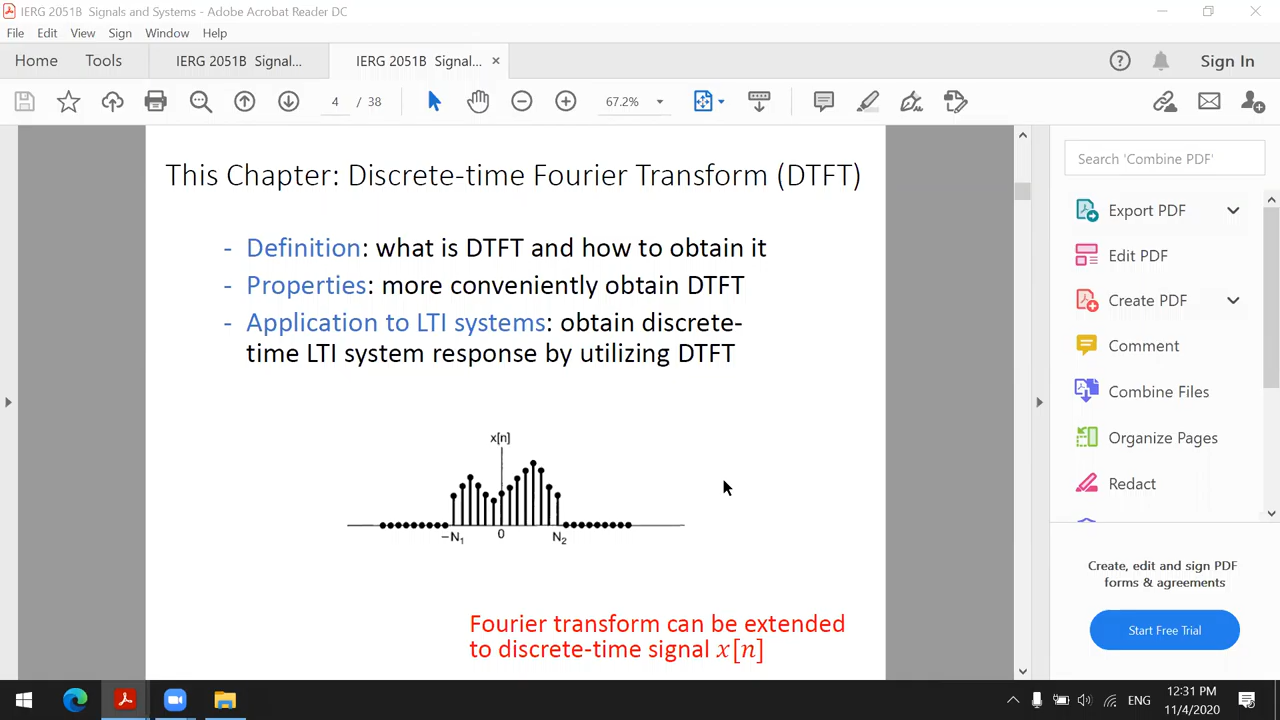 IERG 2051B  Signals and Systems - Adobe Acrobat Reader DC
File Edit View Sign Window Help
Home Tools IERG 2051B  Signal... IERG 2051B  Signal... × Sign In
4 / 38 67.2%
This Chapter: Discrete-time Fourier Transform (DTFT)
- Definition: what is DTFT and how to obtain it
- Properties: more conveniently obtain DTFT
- Application to LTI systems: obtain discrete-
time LTI system response by utilizing DTFT
x[n]
−N₁ 0 N₂
Fourier transform can be extended
to discrete-time signal x[n]
Search 'Combine PDF'
Export PDF
Edit PDF
Create PDF
Comment
Combine Files
Organize Pages
Redact
Create, edit and sign PDF
forms & agreements
Start Free Trial
ENG 12:31 PM
11/4/2020